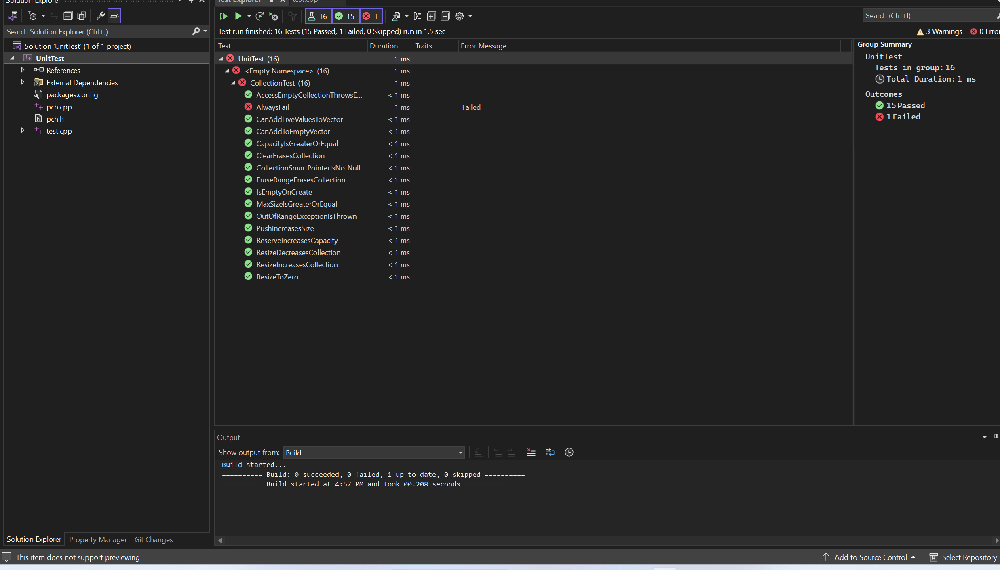 Solution Explorer
Search Solution Explorer (Ctrl+;)
Solution 'UnitTest' (1 of 1 project)
UnitTest
References
External Dependencies
packages.config
pch.cpp
pch.h
test.cpp
Solution Explorer
Property Manager
Git Changes
Test Explorer
test.cpp
16
15
1
Search (Ctrl+I)
Test run finished: 16 Tests (15 Passed, 1 Failed, 0 Skipped) run in 1.5 sec
3 Warnings
0 Error
Test Duration Traits Error Message
UnitTest (16) 1 ms
<Empty Namespace> (16) 1 ms
CollectionTest (16) 1 ms
AccessEmptyCollectionThrowsE... < 1 ms
AlwaysFail 1 ms Failed
CanAddFiveValuesToVector < 1 ms
CanAddToEmptyVector < 1 ms
CapacityIsGreaterOrEqual < 1 ms
ClearErasesCollection < 1 ms
CollectionSmartPointerIsNotNull < 1 ms
EraseRangeErasesCollection < 1 ms
IsEmptyOnCreate < 1 ms
MaxSizeIsGreaterOrEqual < 1 ms
OutOfRangeExceptionIsThrown < 1 ms
PushIncreasesSize < 1 ms
ReserveIncreasesCapacity < 1 ms
ResizeDecreasesCollection < 1 ms
ResizeIncreasesCollection < 1 ms
ResizeToZero < 1 ms
Group Summary
UnitTest
Tests in group: 16
Total Duration: 1 ms
Outcomes
15 Passed
1 Failed
Output
Show output from: Build
Build started...
========== Build: 0 succeeded, 0 failed, 1 up-to-date, 0 skipped ==========
========== Build started at 4:57 PM and took 00.208 seconds ==========
This item does not support previewing
Add to Source Control
Select Repository